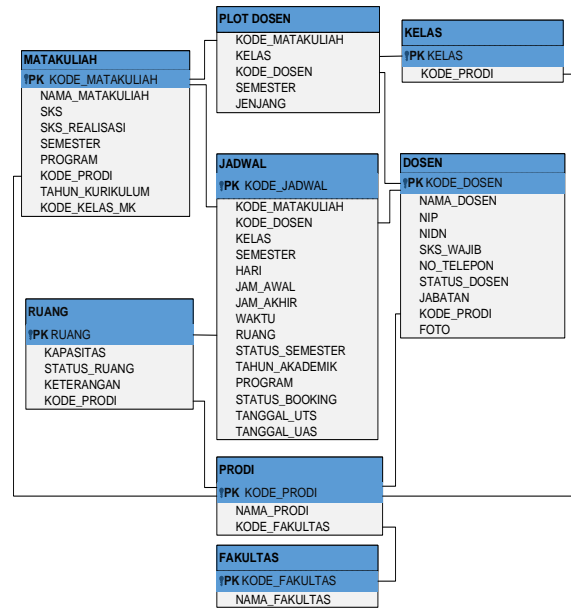 PLOT DOSEN
KODE_MATAKULIAH
KELAS
KODE_DOSEN
SEMESTER
JENJANG
KELAS
PK KELAS
KODE_PRODI
MATAKULIAH
PK KODE_MATAKULIAH
NAMA_MATAKULIAH
SKS
SKS_REALISASI
SEMESTER
PROGRAM
KODE_PRODI
TAHUN_KURIKULUM
KODE_KELAS_MK
JADWAL
PK KODE_JADWAL
KODE_MATAKULIAH
KODE_DOSEN
KELAS
SEMESTER
HARI
JAM_AWAL
JAM_AKHIR
WAKTU
RUANG
STATUS_SEMESTER
TAHUN_AKADEMIK
PROGRAM
STATUS_BOOKING
TANGGAL_UTS
TANGGAL_UAS
DOSEN
PK KODE_DOSEN
NAMA_DOSEN
NIP
NIDN
SKS_WAJIB
NO_TELEPON
STATUS_DOSEN
JABATAN
KODE_PRODI
FOTO
RUANG
PK RUANG
KAPASITAS
STATUS_RUANG
KETERANGAN
KODE_PRODI
PRODI
PK KODE_PRODI
NAMA_PRODI
KODE_FAKULTAS
FAKULTAS
PK KODE_FAKULTAS
NAMA_FAKULTAS